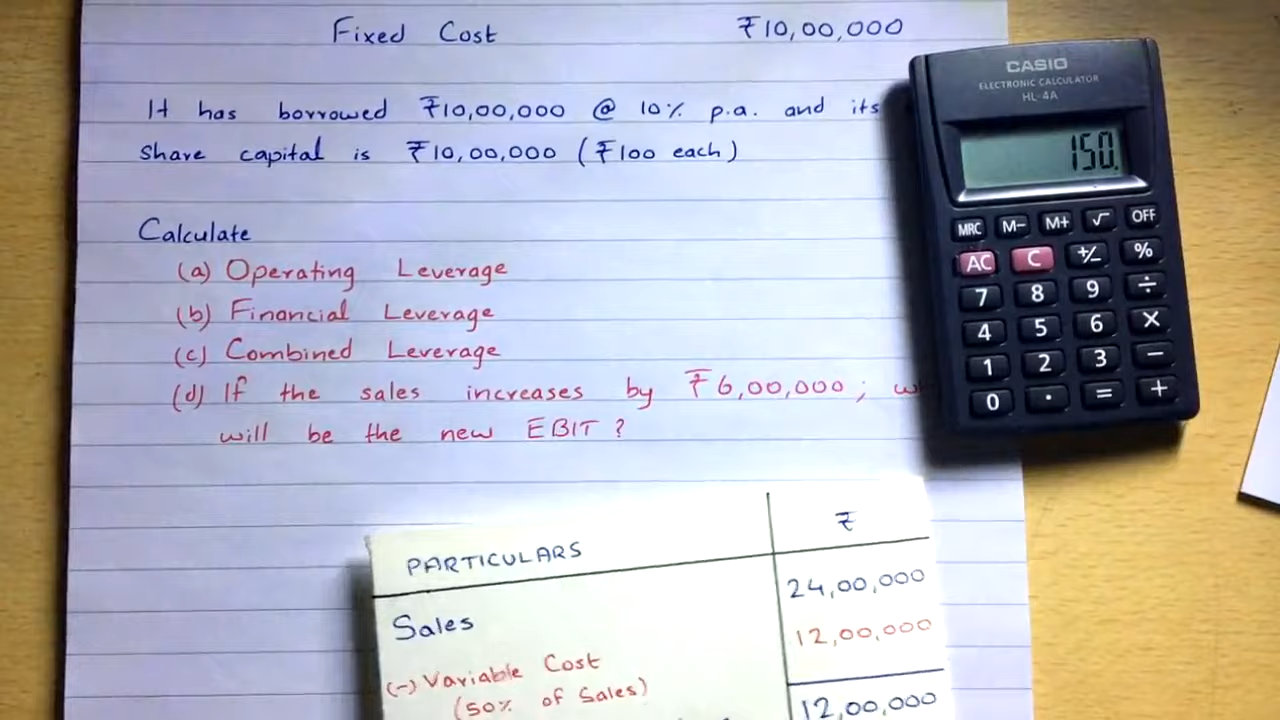 Fixed Cost ₹10,00,000
It has borrowed ₹10,00,000 @ 10% p.a. and its
share capital is ₹10,00,000 (₹100 each)
Calculate
(a) Operating Leverage
(b) Financial Leverage
(c) Combined Leverage
(d) If the sales increases by ₹6,00,000 ;
will be the new EBIT ?
PARTICULARS ₹
Sales 24,00,000
(-) Variable Cost 12,00,000
(50% of Sales)
12,00,000
CASIO
ELECTRONIC CALCULATOR
HL-4A
150.
MRC M- M+ √ OFF
AC C +/- %
7 8 9 ÷
4 5 6 ×
1 2 3 −
0 . = +